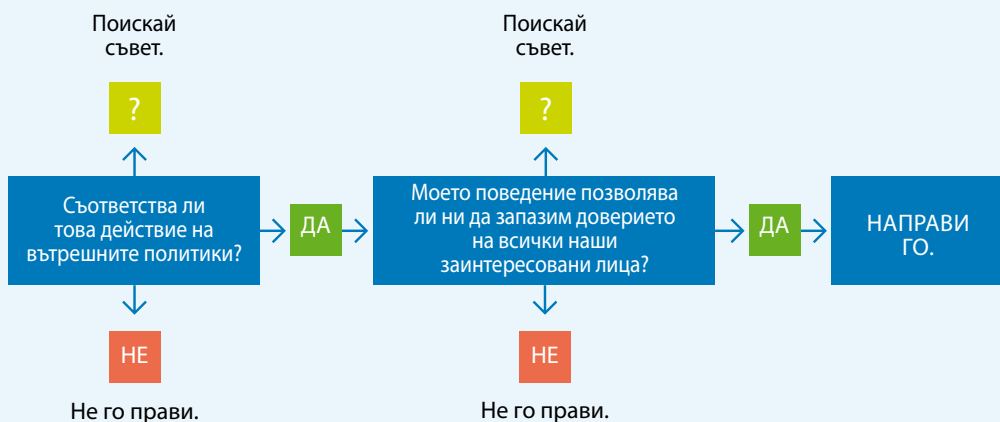 Поискай
съвет.
Поискай
съвет.
?
?
Съответства ли
това действие на
вътрешните политики?
ДА
Моето поведение позволява
ли ни да запазим доверието
на всички наши
заинтересовани лица?
ДА
НАПРАВИ
ГО.
НЕ
НЕ
Не го прави.
Не го прави.